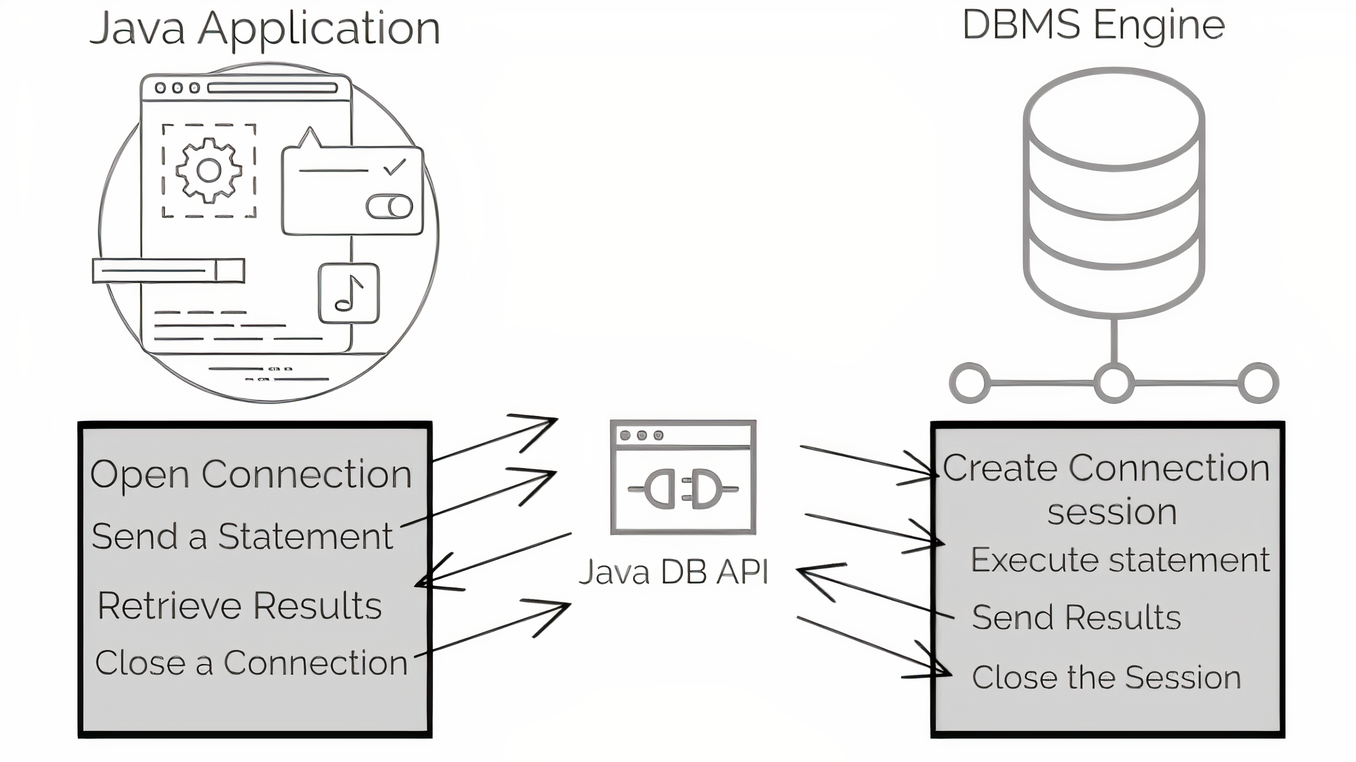 Java Application
DBMS Engine
Open Connection
Send a Statement
Retrieve Results
Close a Connection
Java DB API
Create Connection
session
Execute statement
Send Results
Close the Session